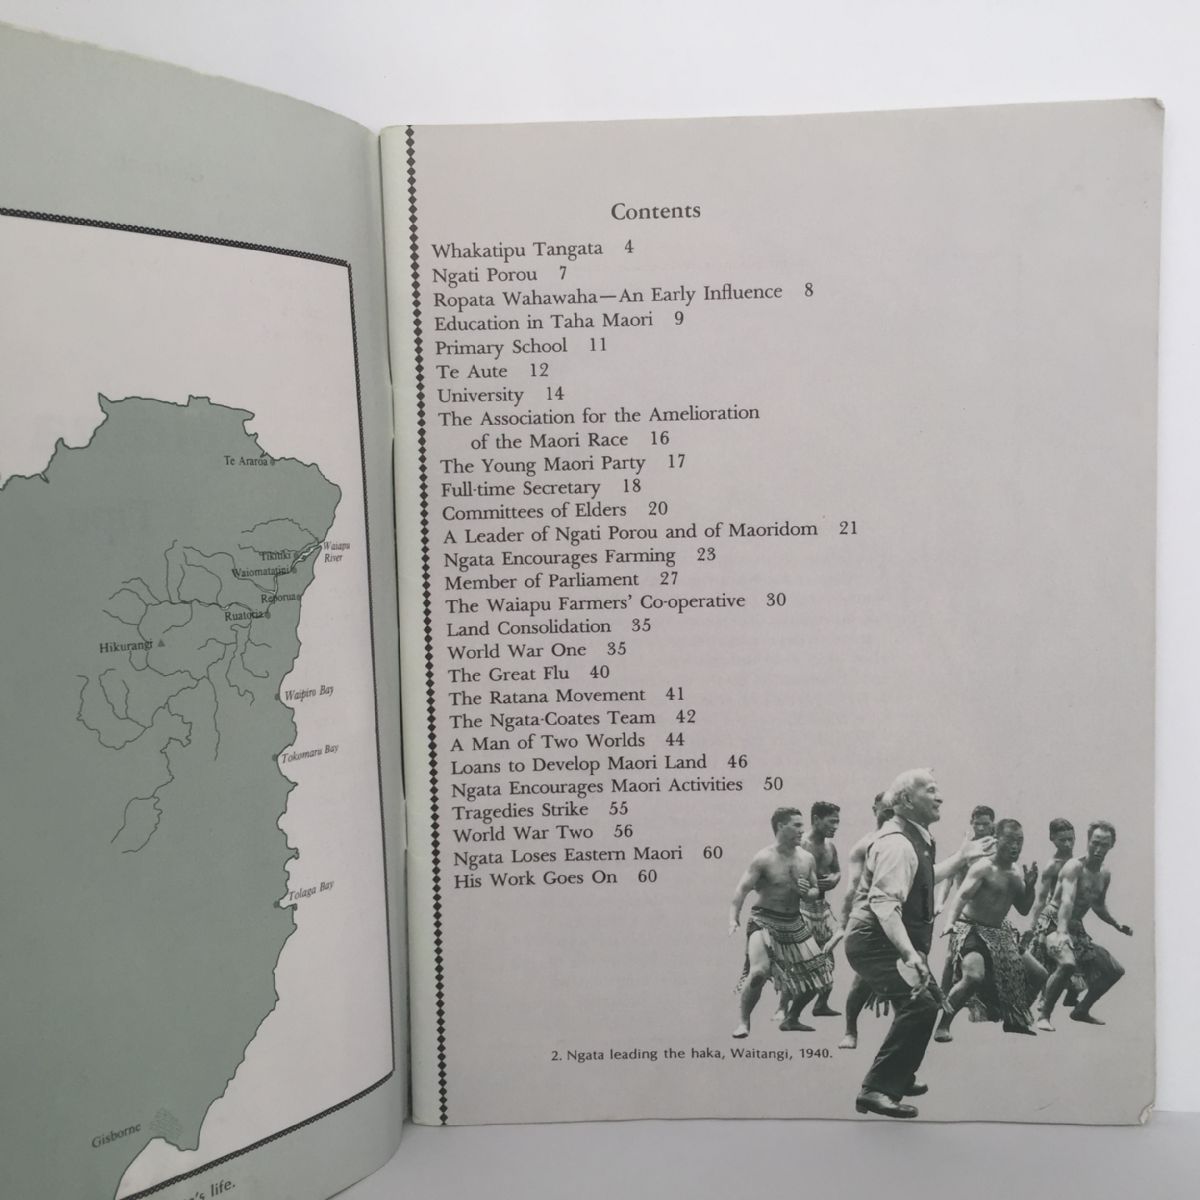 Te Araroa
Tikitiki
Waiapu
River
Waiomatatini
Reporua
Ruatoria
Hikurangi
Waipiro Bay
Tokomaru Bay
Tolaga Bay
Gisborne
's life.
Contents
Whakatipu Tangata 4
Ngati Porou 7
Ropata Wahawaha—An Early Influence 8
Education in Taha Maori 9
Primary School 11
Te Aute 12
University 14
The Association for the Amelioration
of the Maori Race 16
The Young Maori Party 17
Full-time Secretary 18
Committees of Elders 20
A Leader of Ngati Porou and of Maoridom 21
Ngata Encourages Farming 23
Member of Parliament 27
The Waiapu Farmers' Co-operative 30
Land Consolidation 35
World War One 35
The Great Flu 40
The Ratana Movement 41
The Ngata-Coates Team 42
A Man of Two Worlds 44
Loans to Develop Maori Land 46
Ngata Encourages Maori Activities 50
Tragedies Strike 55
World War Two 56
Ngata Loses Eastern Maori 60
His Work Goes On 60
2. Ngata leading the haka, Waitangi, 1940.